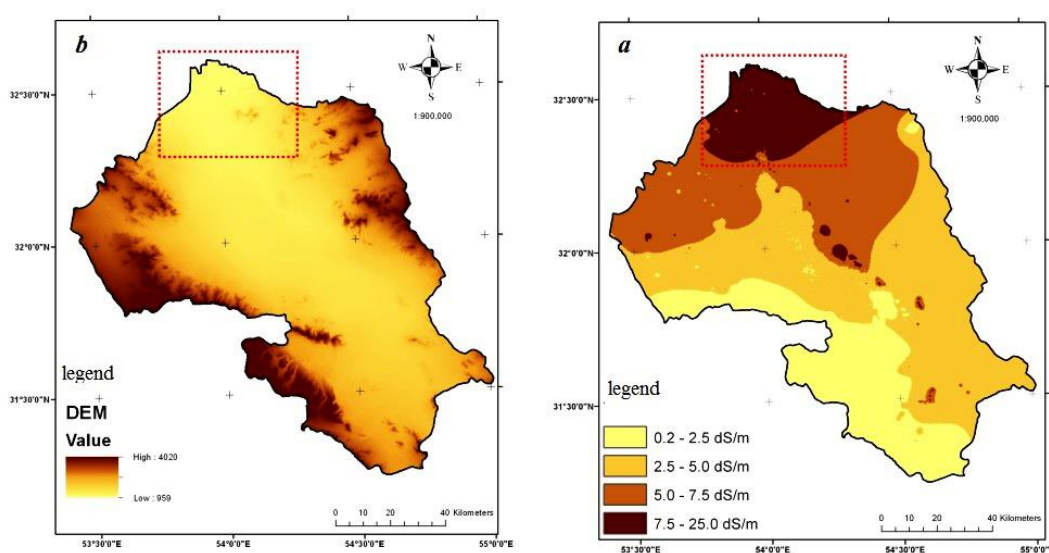 b
N
W E
S
1:900,000
32°30'0"N
32°0'0"N
31°30'0"N
legend
DEM
Value
High : 4020
Low : 959
0 10 20 40 Kilometers
53°30'0"E 54°0'0"E 54°30'0"E 55°0'0"E
a
N
W E
S
1:900,000
32°30'0"N
32°0'0"N
31°30'0"N
legend
0.2 - 2.5 dS/m
2.5 - 5.0 dS/m
5.0 - 7.5 dS/m
7.5 - 25.0 dS/m
0 10 20 40 Kilometers
53°30'0"E 54°0'0"E 54°30'0"E 55°0'0"E